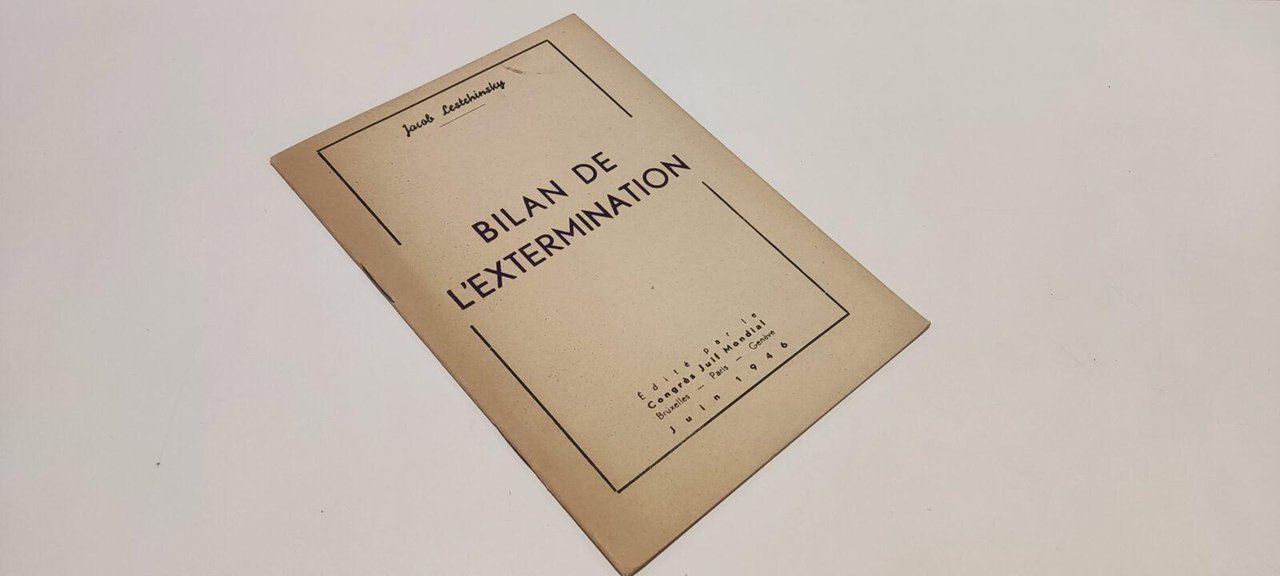 Jacob Lestchinsky
BILAN DE
L'EXTERMINATION
Édité par le
Congrès Juif Mondial
Bruxelles — Paris — Genève
Juin 1946